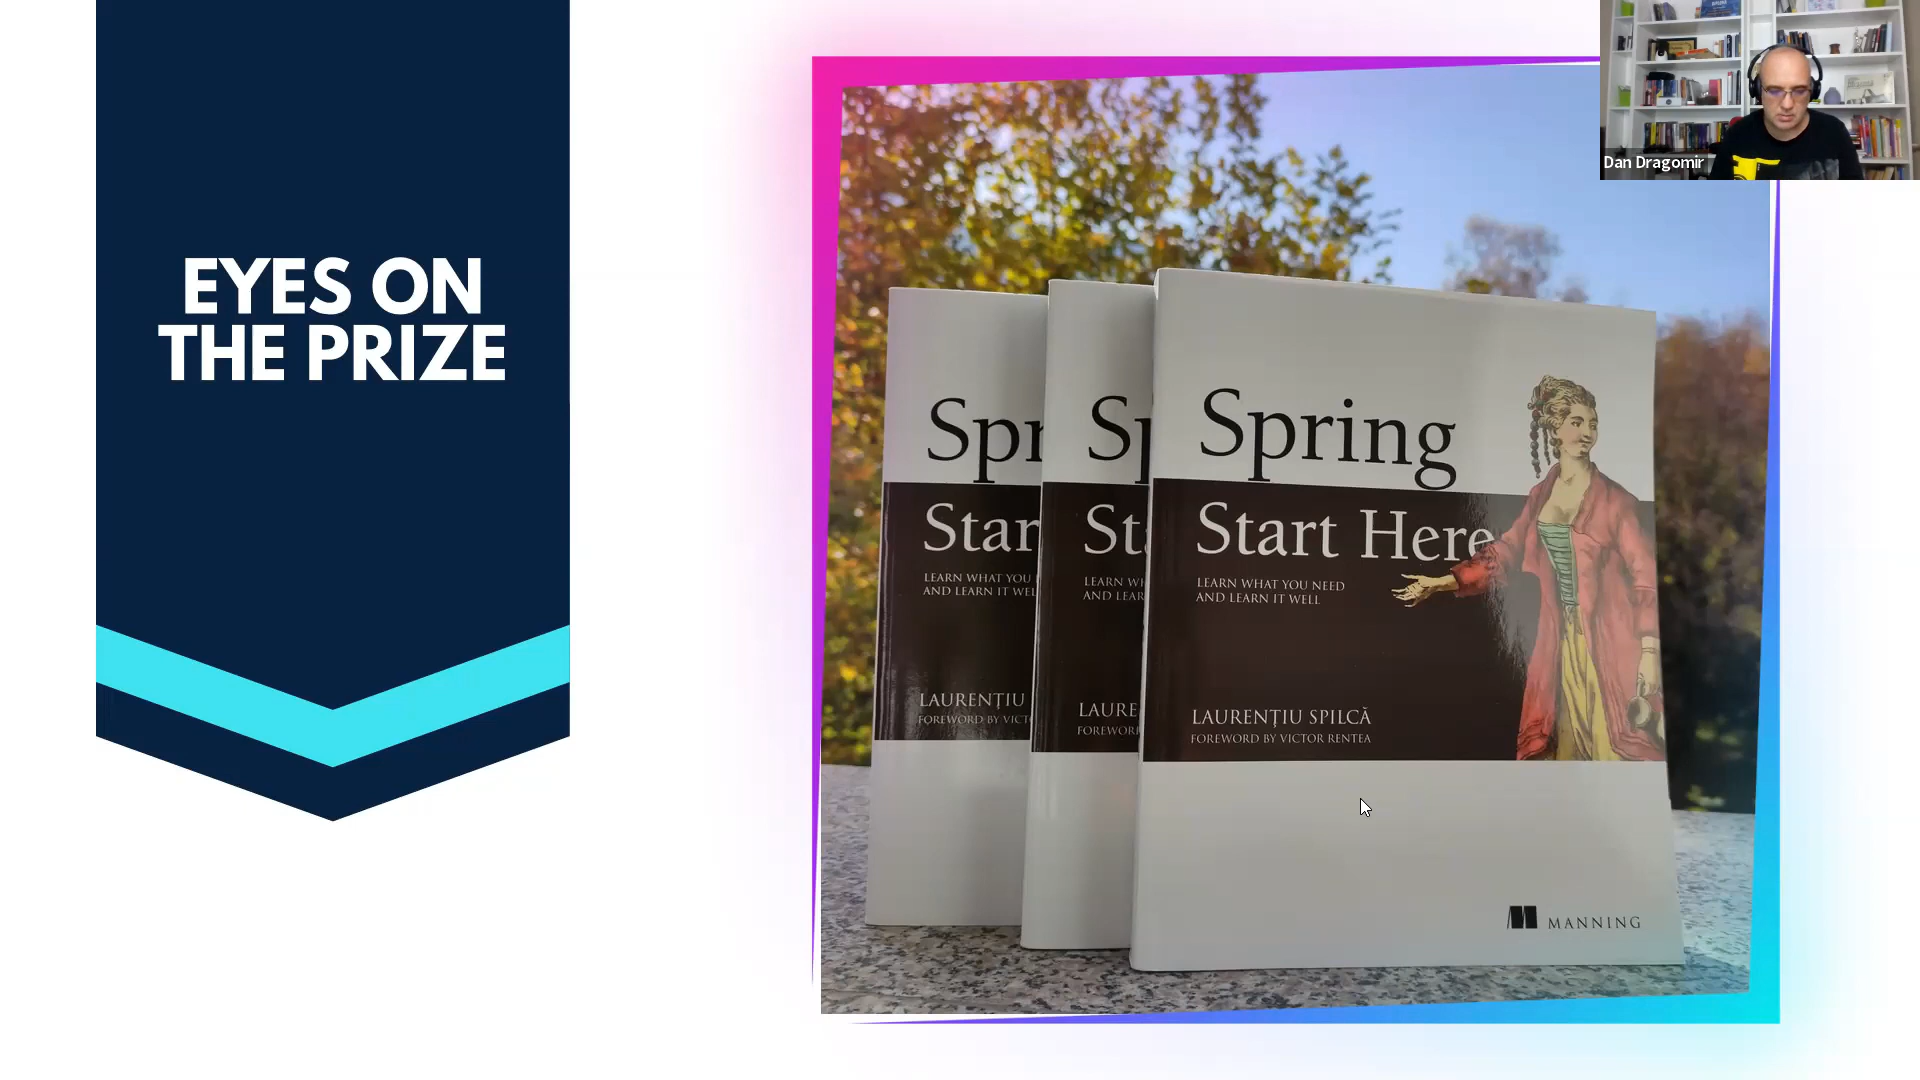 EYES ON
THE PRIZE
Dan Dragomir
Spr
Star
LEARN WHAT YOU
AND LEARN IT WEL
LAURENȚIU
FOREWORD BY VICTO
Sp
St
LEARN WH
AND LEAR
LAURE
FOREWORD
Spring
Start Here
LEARN WHAT YOU NEED
AND LEARN IT WELL
LAURENȚIU SPILCĂ
FOREWORD BY VICTOR RENTEA
MANNING